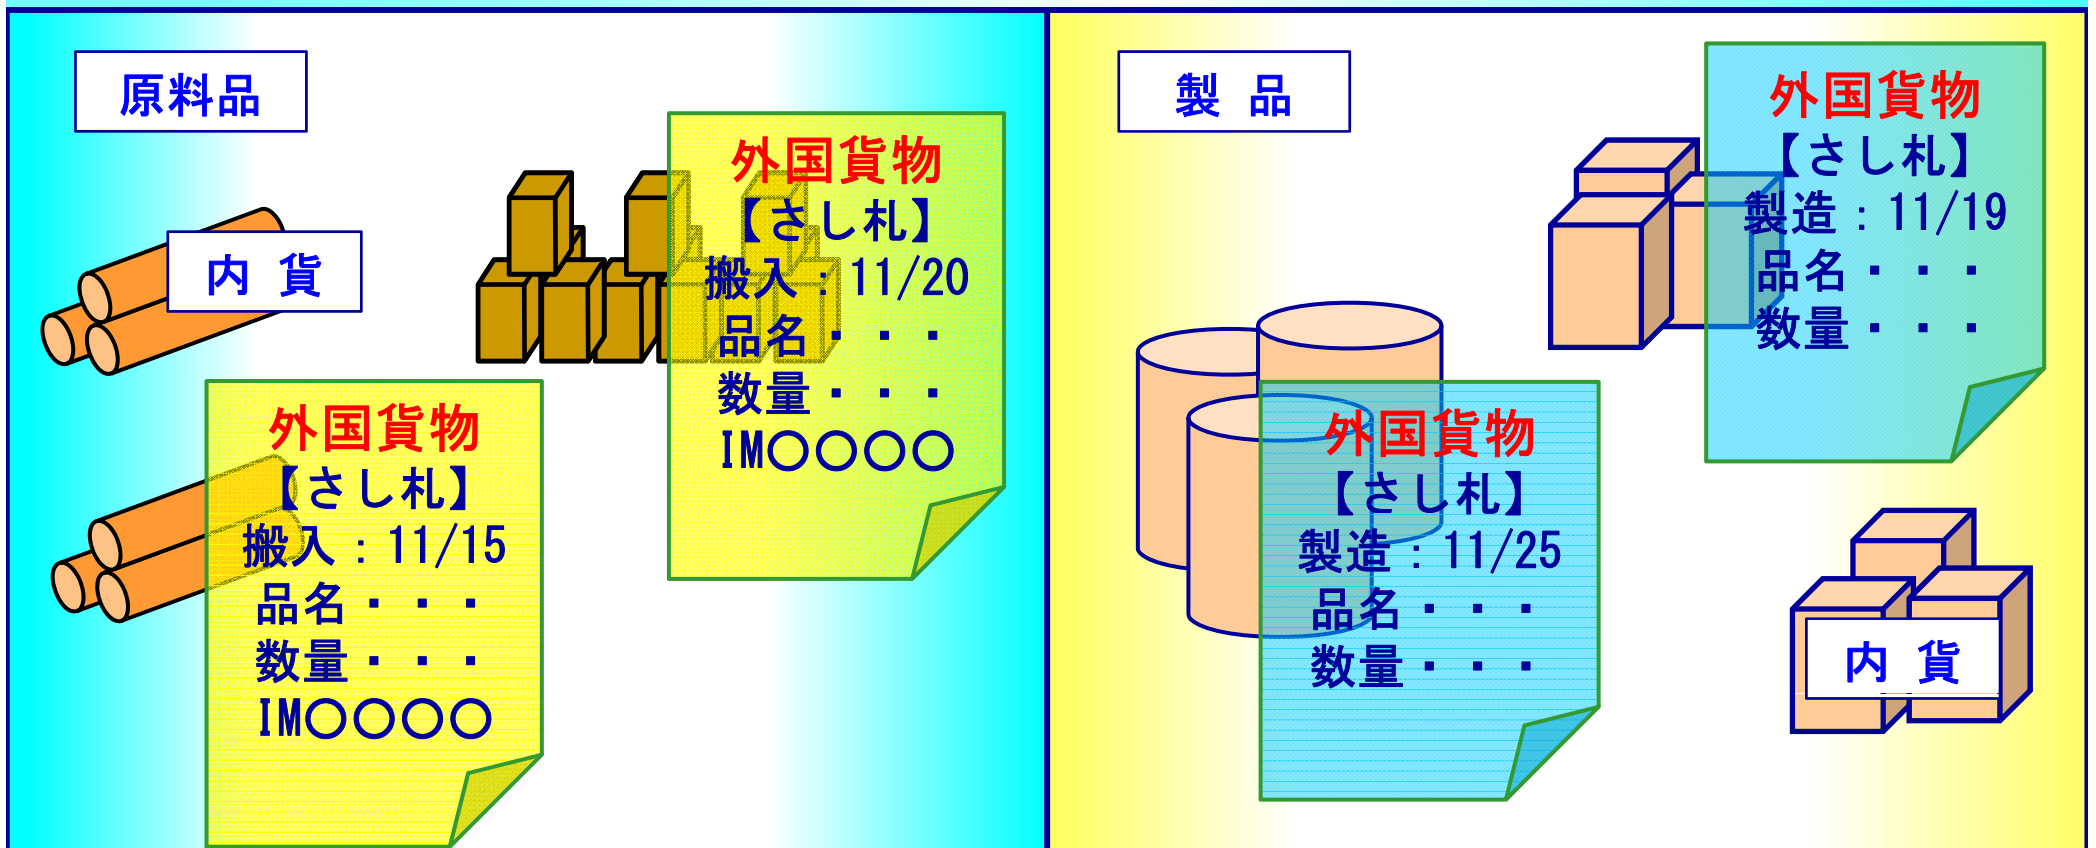 原料品
内 貨
外国貨物
【さし札】
搬入：11/20
品名・・・
数量・・・
IM〇〇〇〇
外国貨物
【さし札】
搬入：11/15
品名・・・
数量・・・
IM〇〇〇〇
製 品
外国貨物
【さし札】
製造：11/19
品名・・・
数量・・・
外国貨物
【さし札】
製造：11/25
品名・・・
数量・・・
内 貨